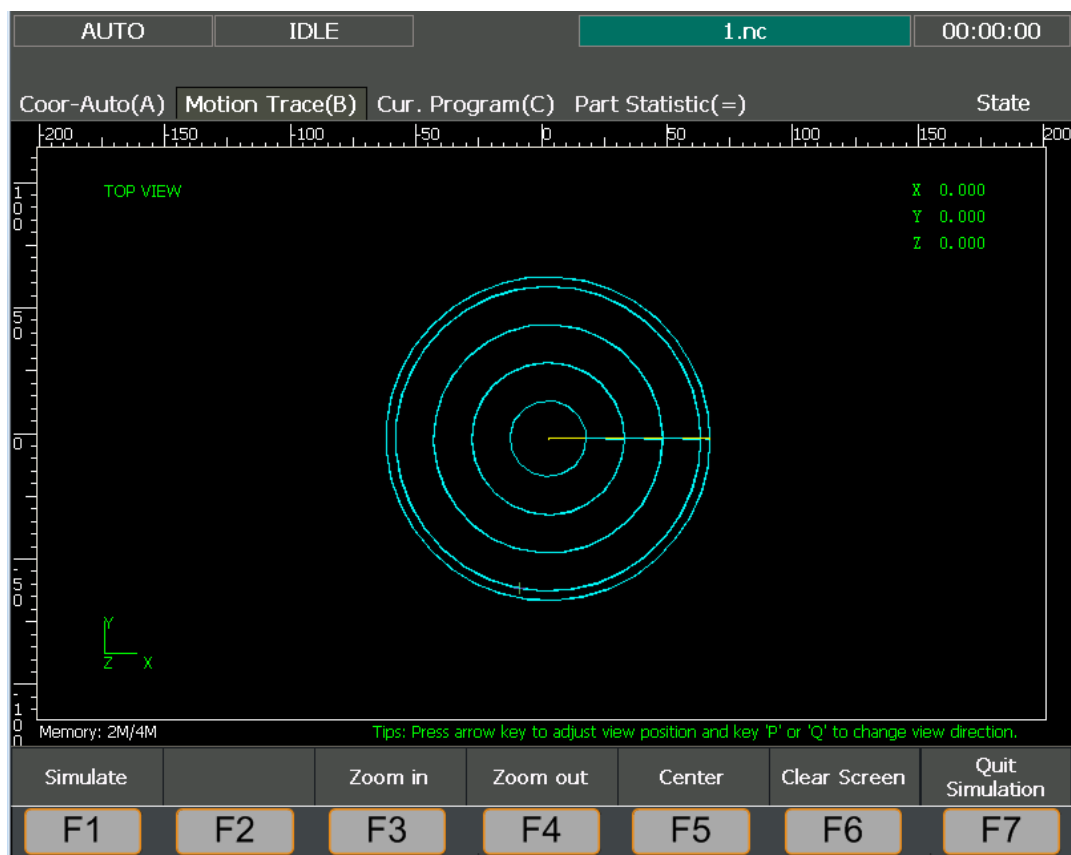 AUTO IDLE 1.nc 00:00:00
Coor-Auto(A) Motion Trace(B) Cur. Program(C) Part Statistic(=) State
-200 -150 -100 -50 0 50 100 150 200
100
50
0
-50
-100
TOP VIEW
X 0.000
Y 0.000
Z 0.000
Y
Z X
Memory: 2M/4M Tips: Press arrow key to adjust view position and key 'P' or 'Q' to change view direction.
Simulate Zoom in Zoom out Center Clear Screen Quit Simulation
F1 F2 F3 F4 F5 F6 F7